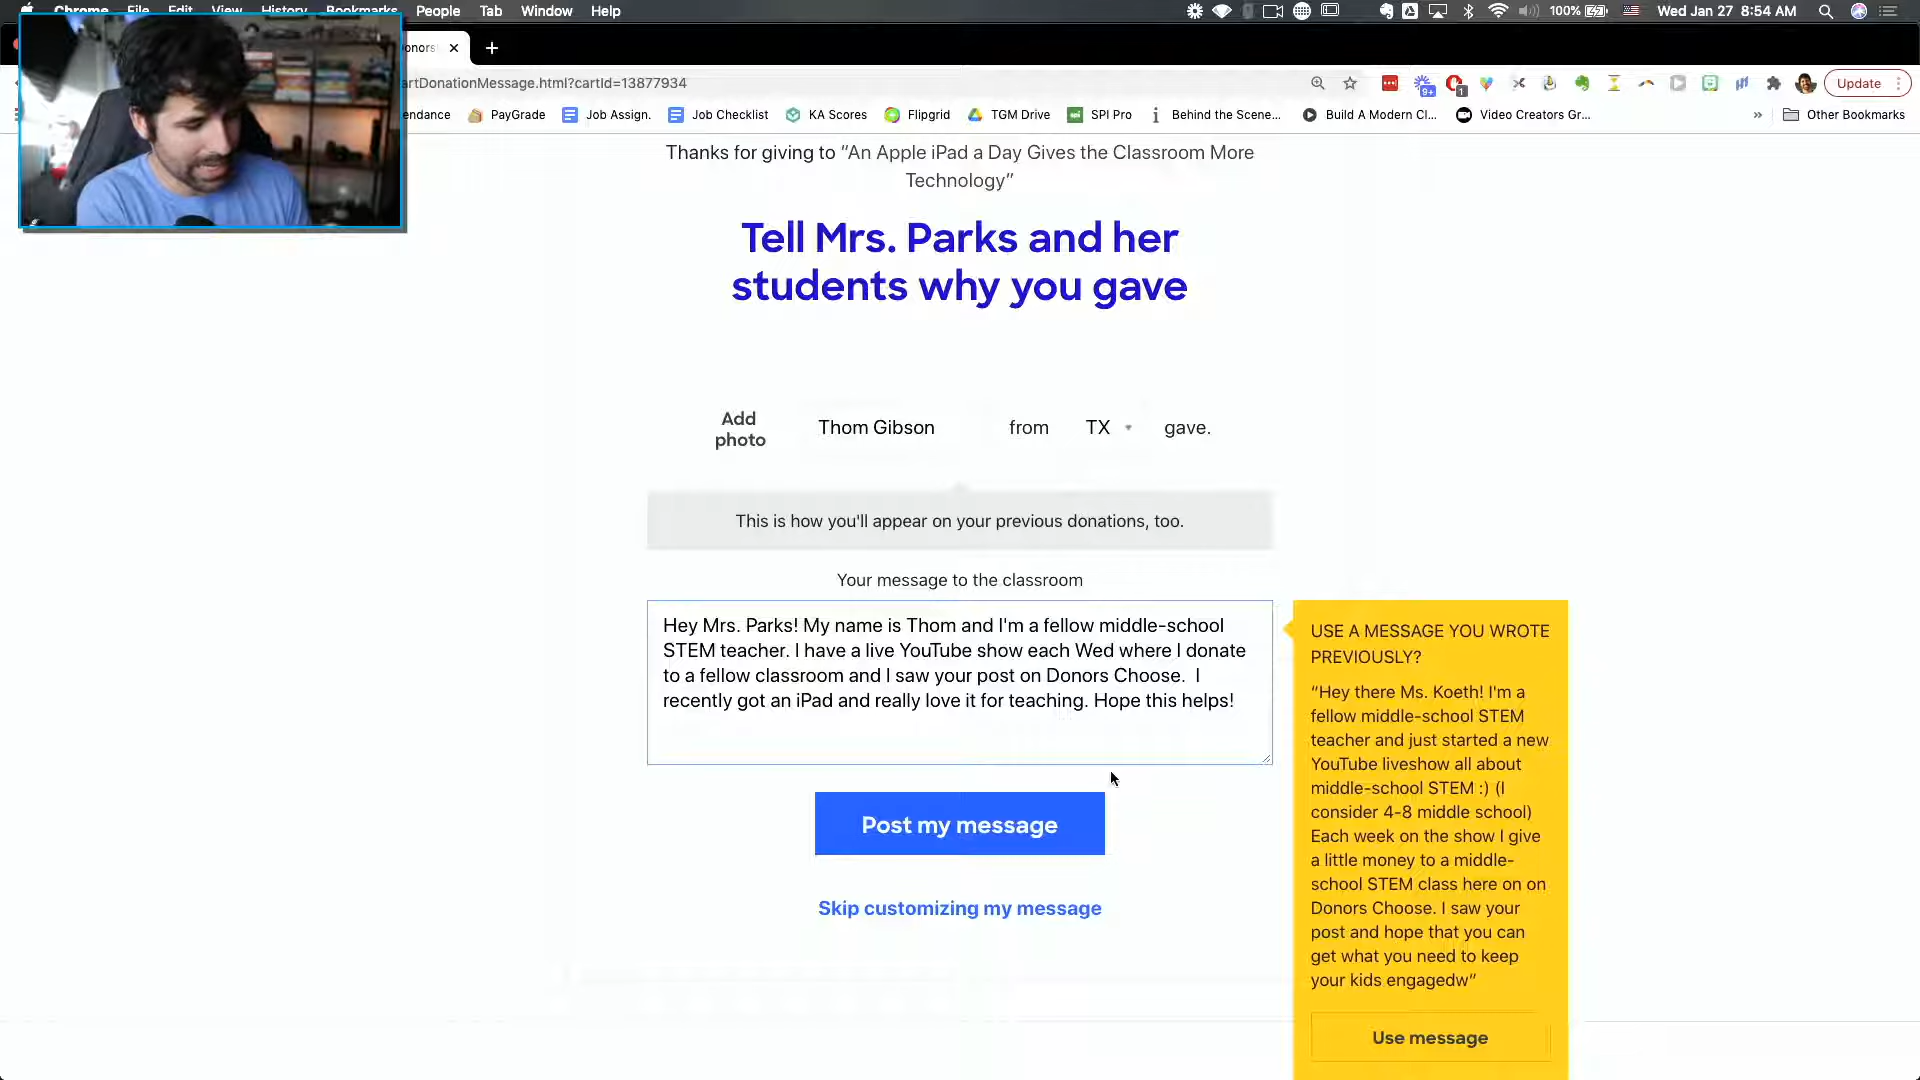 Chrome File Edit View History Bookmarks People Tab Window Help
100% Wed Jan 27 8:54 AM
artDonationMessage.html?cartId=13877934
Update
endance PayGrade Job Assign. Job Checklist KA Scores Flipgrid TGM Drive SPI Pro Behind the Scene... Build A Modern Cl... Video Creators Gr... » Other Bookmarks
Thanks for giving to “An Apple iPad a Day Gives the Classroom More
Technology”
Tell Mrs. Parks and her
students why you gave
Add
photo
Thom Gibson from TX gave.
This is how you'll appear on your previous donations, too.
Your message to the classroom
Hey Mrs. Parks! My name is Thom and I'm a fellow middle-school
STEM teacher. I have a live YouTube show each Wed where I donate
to a fellow classroom and I saw your post on Donors Choose. I
recently got an iPad and really love it for teaching. Hope this helps!
Post my message
Skip customizing my message
USE A MESSAGE YOU WROTE
PREVIOUSLY?
“Hey there Ms. Koeth! I'm a
fellow middle-school STEM
teacher and just started a new
YouTube liveshow all about
middle-school STEM :) (I
consider 4-8 middle school)
Each week on the show I give
a little money to a middle-
school STEM class here on on
Donors Choose. I saw your
post and hope that you can
get what you need to keep
your kids engagedw”
Use message